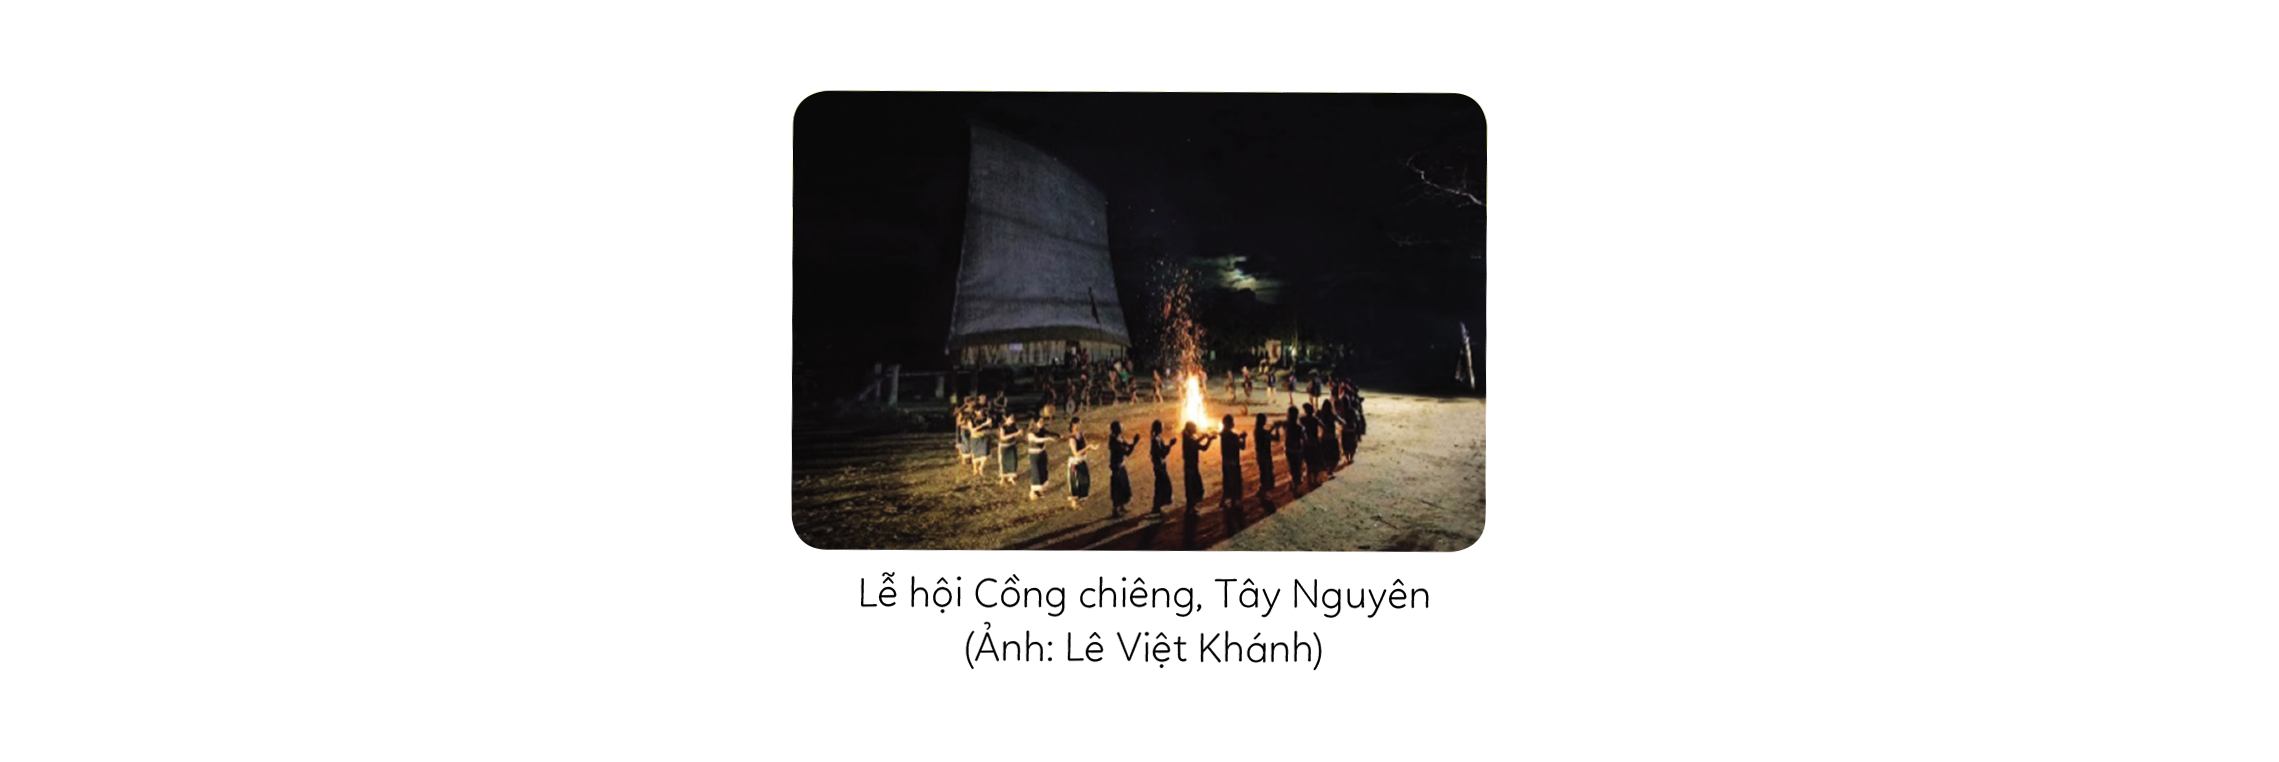 Lễ hội Cồng chiêng, Tây Nguyên
(Ảnh: Lê Việt Khánh)